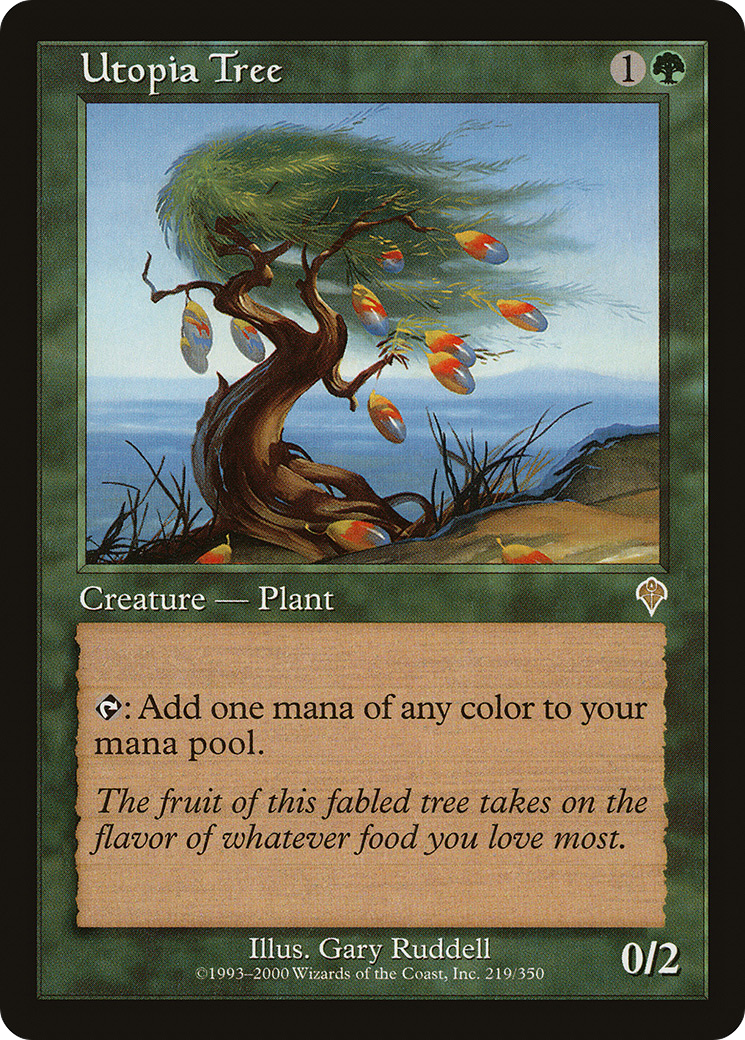 Utopia Tree 1
Creature — Plant
: Add one mana of any color to your
mana pool.
The fruit of this fabled tree takes on the
flavor of whatever food you love most.
Illus. Gary Ruddell
©1993–2000 Wizards of the Coast, Inc. 219/350
0/2